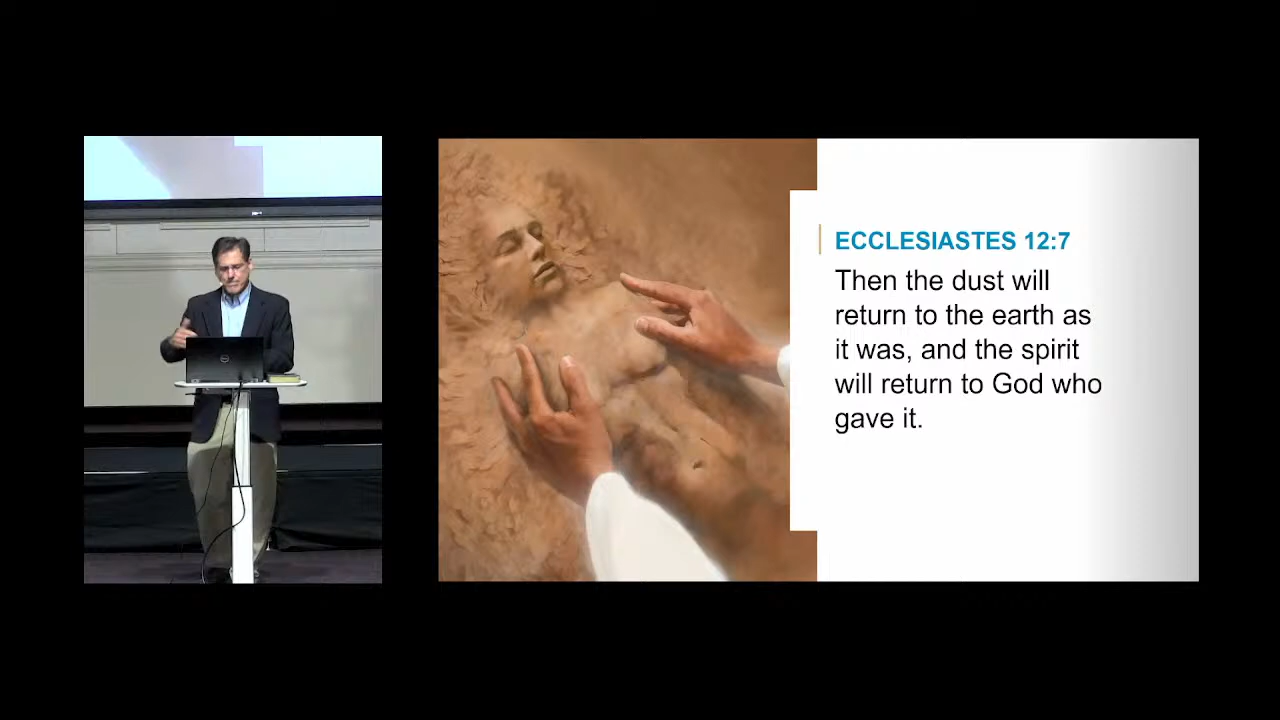 ECCLESIASTES 12:7
Then the dust will
return to the earth as
it was, and the spirit
will return to God who
gave it.